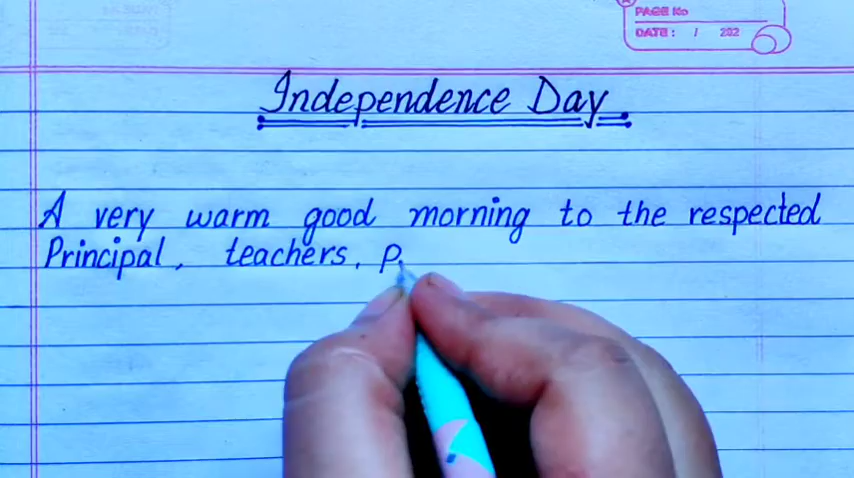 PAGE No
DATE: / 202
Independence Day
A very warm good morning to the respected
Principal, teachers, p